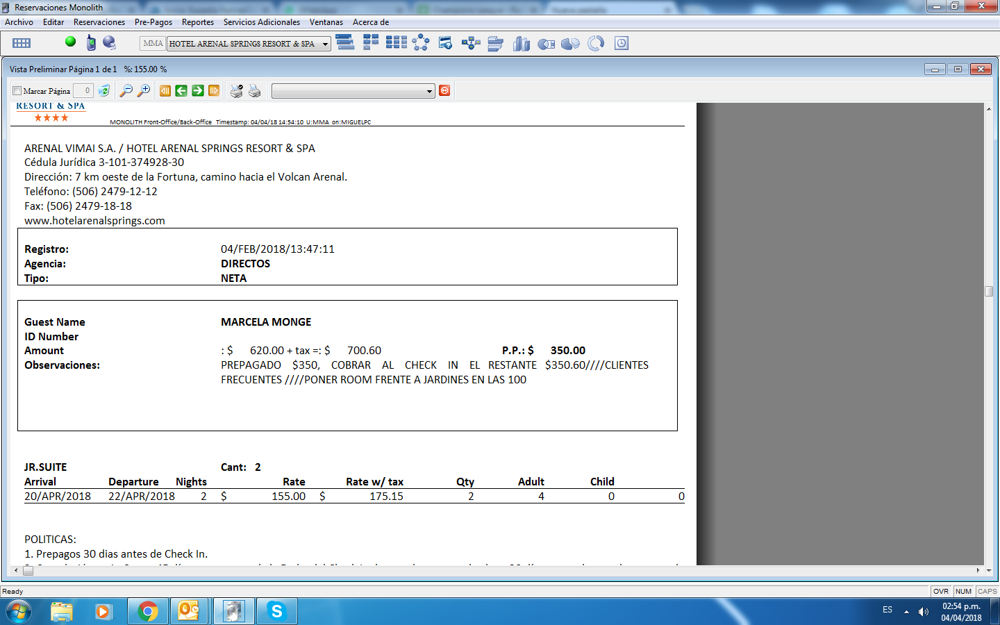 Reservaciones Monolith
Archivo Editar Reservaciones Pre-Pagos Reportes Servicios Adicionales Ventanas Acerca de
MMA HOTEL ARENAL SPRINGS RESORT & SPA
Vista Preliminar Página 1 de 1 %: 155.00 %
Marcar Página 0
RESORT & SPA
MONOLITH Front-Office/Back-Office Timestamp: 04/04/18 14:54:10 U:MMA on:MIGUELPC
ARENAL VIMAI S.A. / HOTEL ARENAL SPRINGS RESORT & SPA
Cédula Jurídica 3-101-374928-30
Dirección: 7 km oeste de la Fortuna, camino hacia el Volcan Arenal.
Teléfono: (506) 2479-12-12
Fax: (506) 2479-18-18
www.hotelarenalsprings.com
Registro: 04/FEB/2018/13:47:11
Agencia: DIRECTOS
Tipo: NETA
Guest Name MARCELA MONGE
ID Number
Amount : $ 620.00 + tax =: $ 700.60 P.P.: $ 350.00
Observaciones: PREPAGADO $350, COBRAR AL CHECK IN EL RESTANTE $350.60////CLIENTES
FRECUENTES ////PONER ROOM FRENTE A JARDINES EN LAS 100
JR.SUITE Cant: 2
Arrival Departure Nights Rate Rate w/ tax Qty Adult Child
20/APR/2018 22/APR/2018 2 $ 155.00 $ 175.15 2 4 0 0
POLITICAS:
1. Prepagos 30 dias antes de Check In.
Ready OVR NUM CAPS
ES 02:54 p.m.
04/04/2018